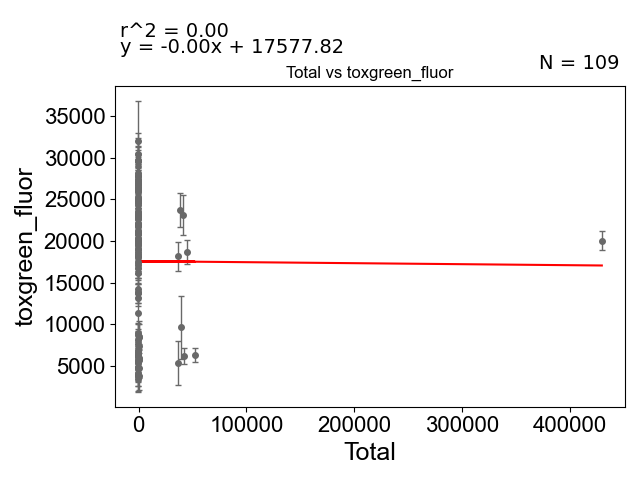 r^2 = 0.00
y = -0.00x + 17577.82
N = 109
Total vs toxgreen_fluor
35000
30000
25000
20000
15000
10000
5000
toxgreen_fluor
0
100000
200000
300000
400000
Total